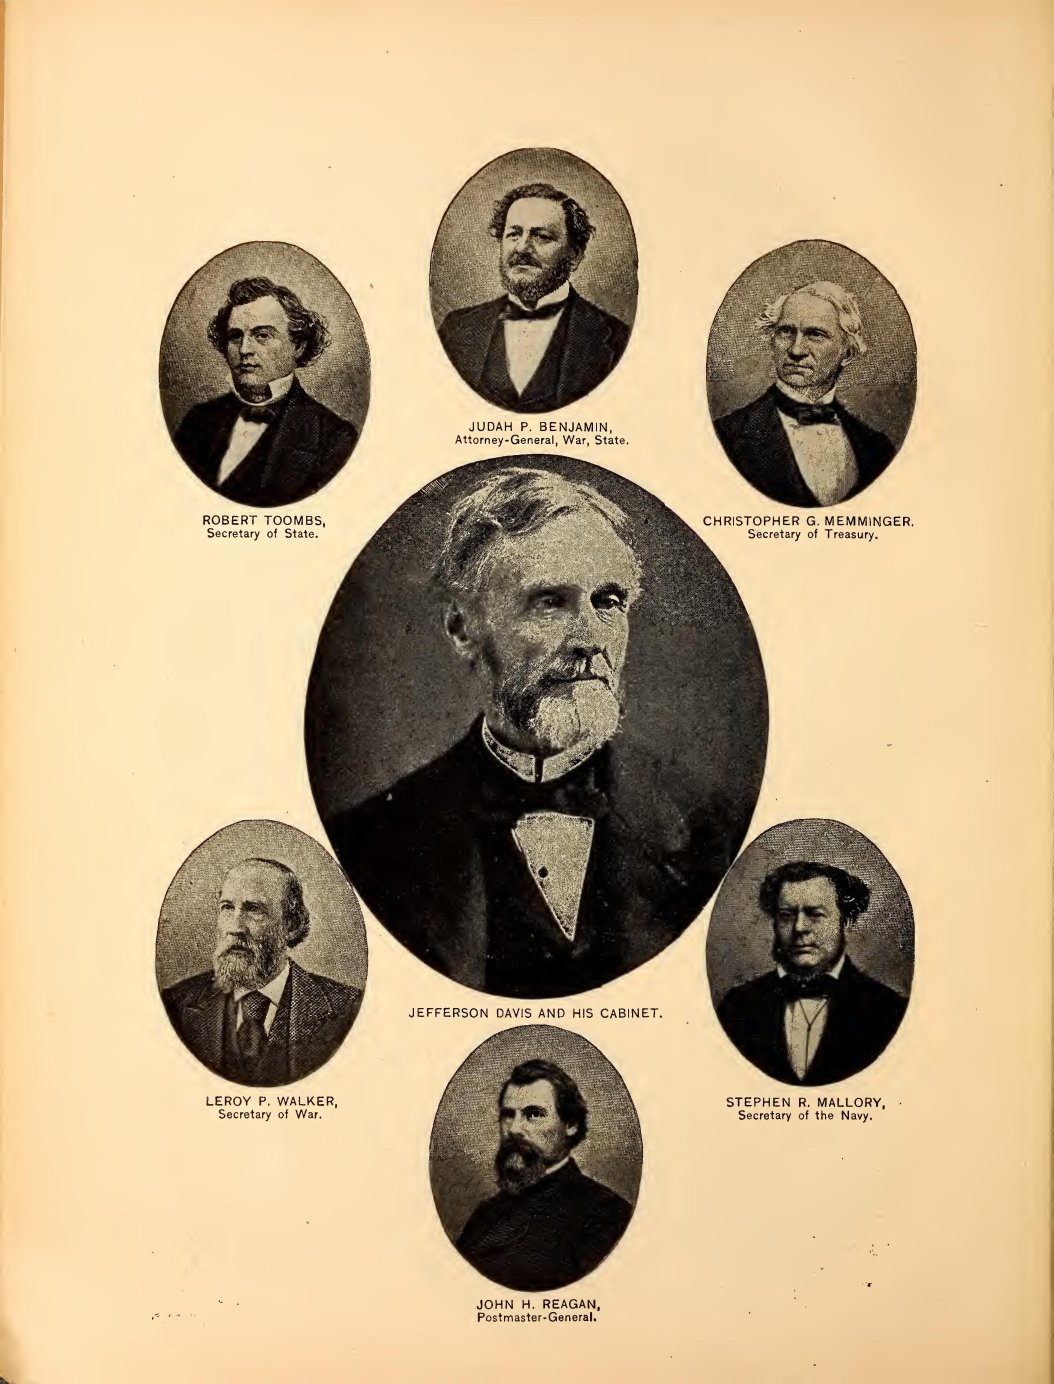 JUDAH P. BENJAMIN,
Attorney-General, War, State.
ROBERT TOOMBS,
Secretary of State.
CHRISTOPHER G. MEMMINGER.
Secretary of Treasury.
JEFFERSON DAVIS AND HIS CABINET.
LEROY P. WALKER,
Secretary of War.
STEPHEN R. MALLORY,
Secretary of the Navy.
JOHN H. REAGAN,
Postmaster-General.